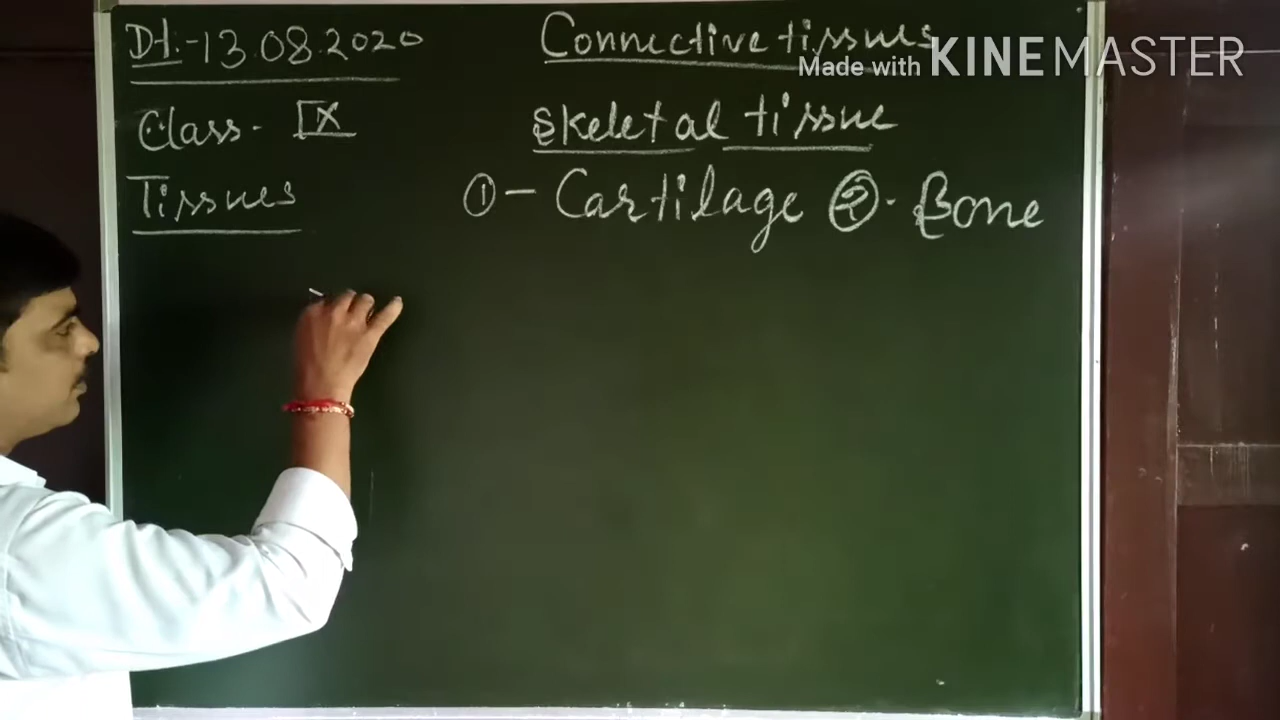 Dt.-13.08.2020
Class- IX
Tissues
Connective tissues
Made with KINEMASTER
Skeletal tissue
①- Cartilage ②. Bone